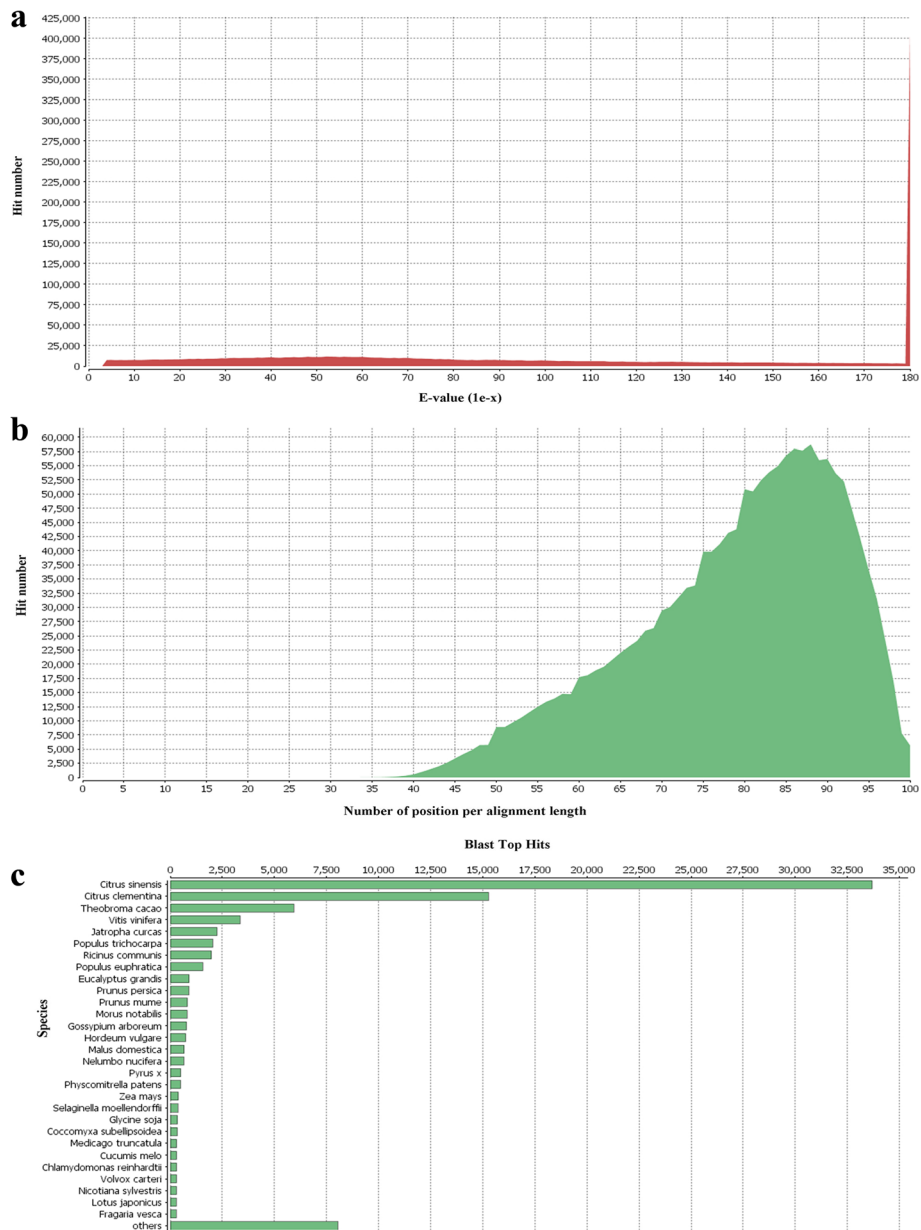 a
425,000
400,000
375,000
350,000
325,000
300,000
275,000
250,000
225,000
200,000
175,000
150,000
125,000
100,000
75,000
50,000
25,000
0
Hit number
0 10 20 30 40 50 60 70 80 90 100 110 120 130 140 150 160 170 180
E-value (1e-x)
b
60,000
57,500
55,000
52,500
50,000
47,500
45,000
42,500
40,000
37,500
35,000
32,500
30,000
27,500
25,000
22,500
20,000
17,500
15,000
12,500
10,000
7,500
5,000
2,500
0
Hit number
0 5 10 15 20 25 30 35 40 45 50 55 60 65 70 75 80 85 90 95 100
Number of position per alignment length
Blast Top Hits
c
0 2,500 5,000 7,500 10,000 12,500 15,000 17,500 20,000 22,500 25,000 27,500 30,000 32,500 35,000
Species
Citrus sinensis
Citrus clementina
Theobroma cacao
Vitis vinifera
Jatropha curcas
Populus trichocarpa
Ricinus communis
Populus euphratica
Eucalyptus grandis
Prunus persica
Prunus mume
Morus notabilis
Gossypium arboreum
Hordeum vulgare
Malus domestica
Nelumbo nucifera
Pyrus x
Physcomitrella patens
Zea mays
Selaginella moellendorffii
Glycine soja
Coccomyxa subellipsoidea
Medicago truncatula
Cucumis melo
Chlamydomonas reinhardtii
Volvox carteri
Nicotiana sylvestris
Lotus japonicus
Fragaria vesca
others